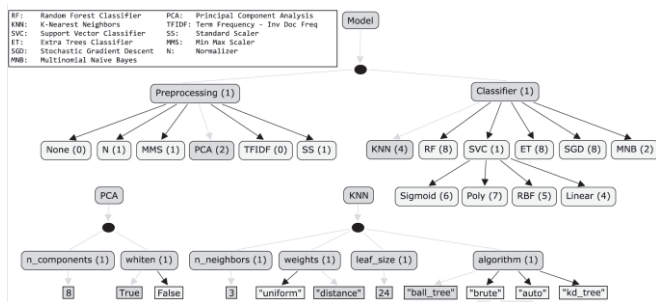 RF: Random Forest Classifier PCA: Principal Component Analysis
KNN: K-Nearest Neighbors TFIDF: Term Frequency - Inv Doc Freq
SVC: Support Vector Classifier SS: Standard Scaler
ET: Extra Trees Classifier MMS: Min Max Scaler
SGD: Stochastic Gradient Descent N: Normalizer
MNB: Multinomial Naive Bayes
Model
Preprocessing (1) Classifier (1)
None (0) N (1) MMS (1) PCA (2) TFIDF (0) SS (1) KNN (4) RF (8) SVC (1) ET (8) SGD (8) MNB (2)
Sigmoid (6) Poly (7) RBF (5) Linear (4)
PCA KNN
n_components (1) whiten (1) n_neighbors (1) weights (1) leaf_size (1) algorithm (1)
8 True False 3 "uniform" "distance" 24 "ball_tree" "brute" "auto" "kd_tree"